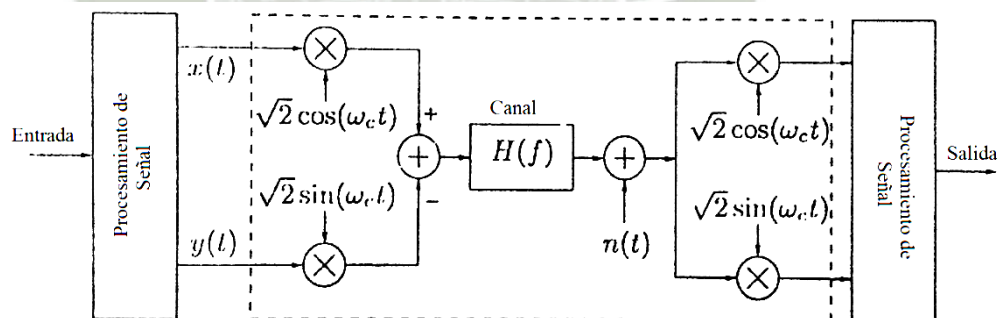 Entrada
Procesamiento de
Señal
x(t)
y(t)
√2 cos(ω_c t)
√2 sin(ω_c t)
+
+
−
Canal
H(f)
+
n(t)
√2 cos(ω_c t)
√2 sin(ω_c t)
Procesamiento de
Señal
Salida